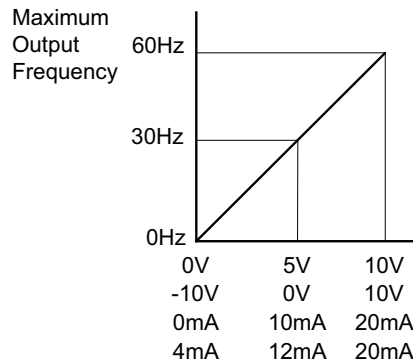 Maximum
Output
Frequency
60Hz
30Hz
0Hz
0V 5V 10V
-10V 0V 10V
0mA 10mA 20mA
4mA 12mA 20mA